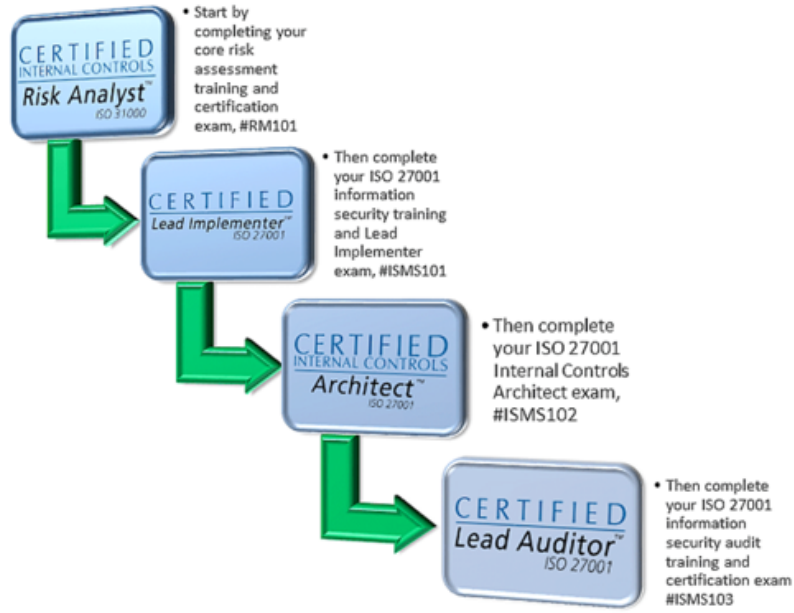 CERTIFIED
INTERNAL CONTROLS
Risk Analyst™
ISO 31000
• Start by
completing your
core risk
assessment
training and
certification
exam, #RM101
CERTIFIED
Lead Implementer™
ISO 27001
• Then complete
your ISO 27001
information
security training
and Lead
Implementer
exam, #ISMS101
CERTIFIED
INTERNAL CONTROLS
Architect™
ISO 27001
• Then complete
your ISO 27001
Internal Controls
Architect exam,
#ISMS102
CERTIFIED
Lead Auditor™
ISO 27001
• Then complete
your ISO 27001
information
security audit
training and
certification exam
#ISMS103